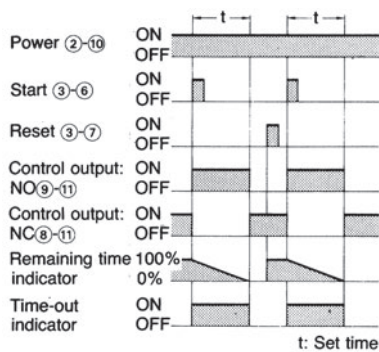 t t
Power ②-⑩ ON
OFF
Start ③-⑥ ON
OFF
Reset ③-⑦ ON
OFF
Control output: ON
NO⑨-⑪ OFF
Control output: ON
NC⑧-⑪ OFF
Remaining time 100%
indicator 0%
Time-out ON
indicator OFF
t: Set time